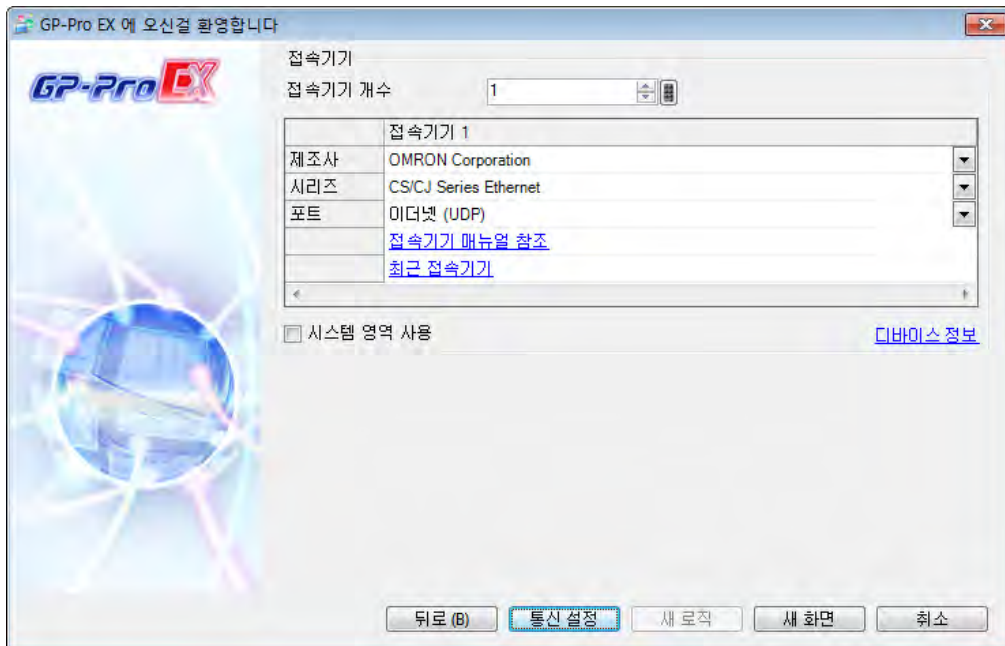 GP-Pro EX 에 오신걸 환영합니다
GP-Pro EX
접속기기
접속기기 개수 1
접속기기 1
제조사 OMRON Corporation
시리즈 CS/CJ Series Ethernet
포트 이더넷 (UDP)
접속기기 매뉴얼 참조
최근 접속기기
시스템 영역 사용 디바이스 정보
뒤로 (B) 통신 설정 새 로직 새 화면 취소